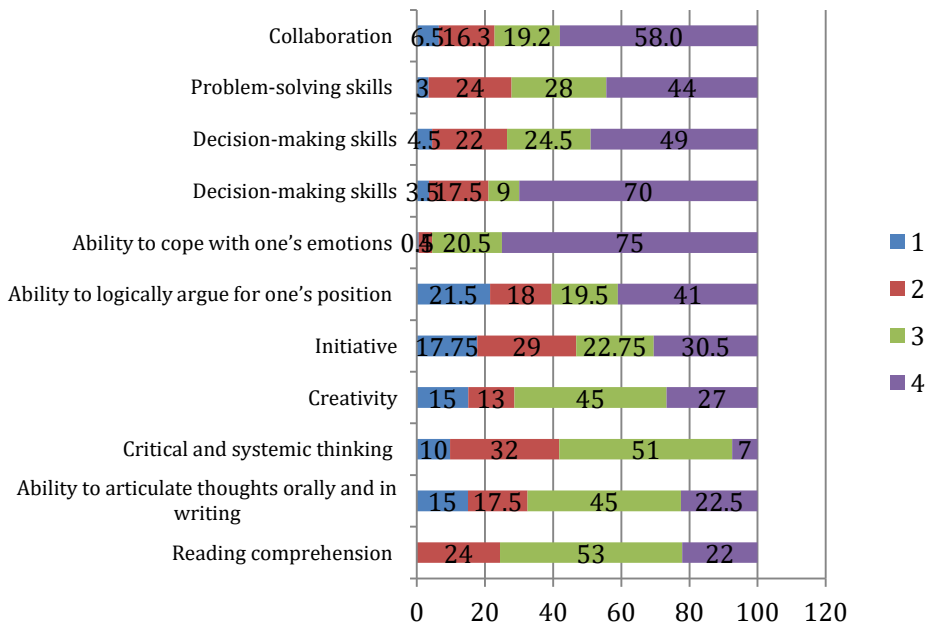 Collaboration 6.5 16.3 19.2 58.0
Problem-solving skills 3 24 28 44
Decision-making skills 4.5 22 24.5 49
Decision-making skills 3.5 17.5 9 70
Ability to cope with one’s emotions 0.5 4 20.5 75
Ability to logically argue for one’s position 21.5 18 19.5 41
Initiative 17.75 29 22.75 30.5
Creativity 15 13 45 27
Critical and systemic thinking 10 32 51 7
Ability to articulate thoughts orally and in
writing 15 17.5 45 22.5
Reading comprehension 24 53 22
0 20 40 60 80 100 120
1
2
3
4